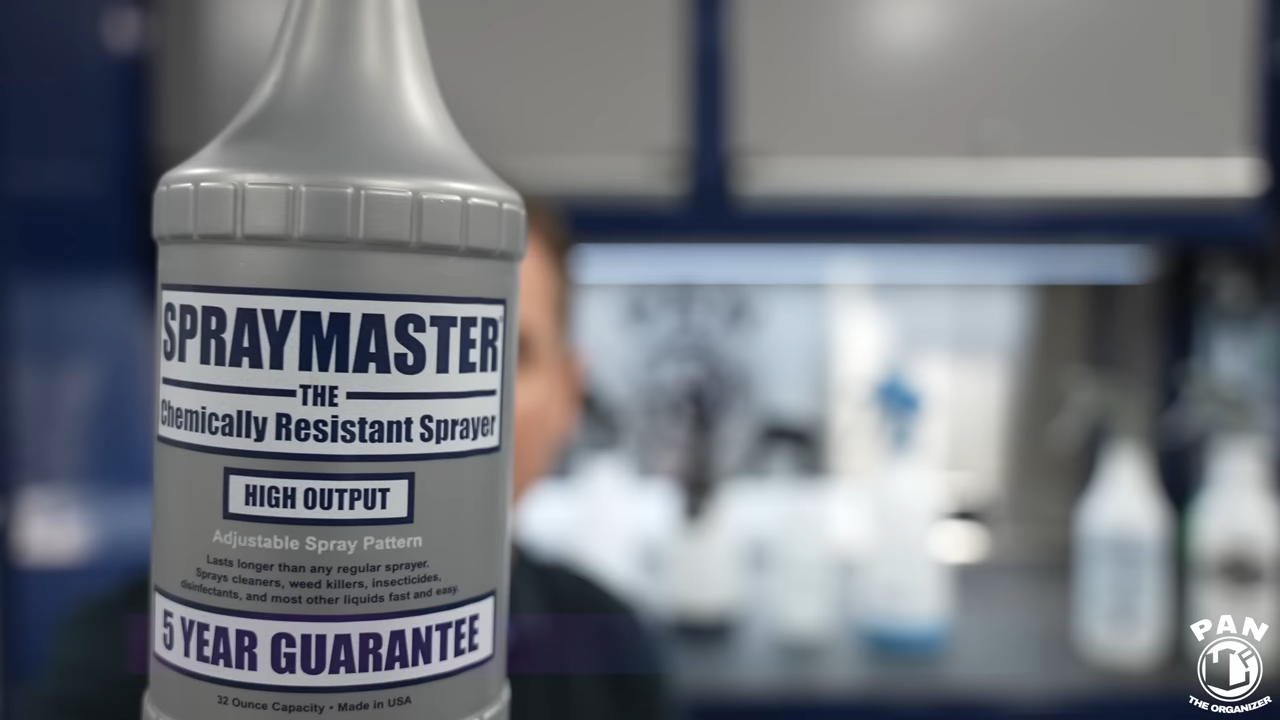 SPRAYMASTER
THE
Chemically Resistant Sprayer
HIGH OUTPUT
Adjustable Spray Pattern
Lasts longer than any regular sprayer.
Sprays cleaners, weed killers, insecticides,
disinfectants, and most other liquids fast and easy.
5 YEAR GUARANTEE
32 Ounce Capacity • Made in USA
PAN
THE ORGANIZER